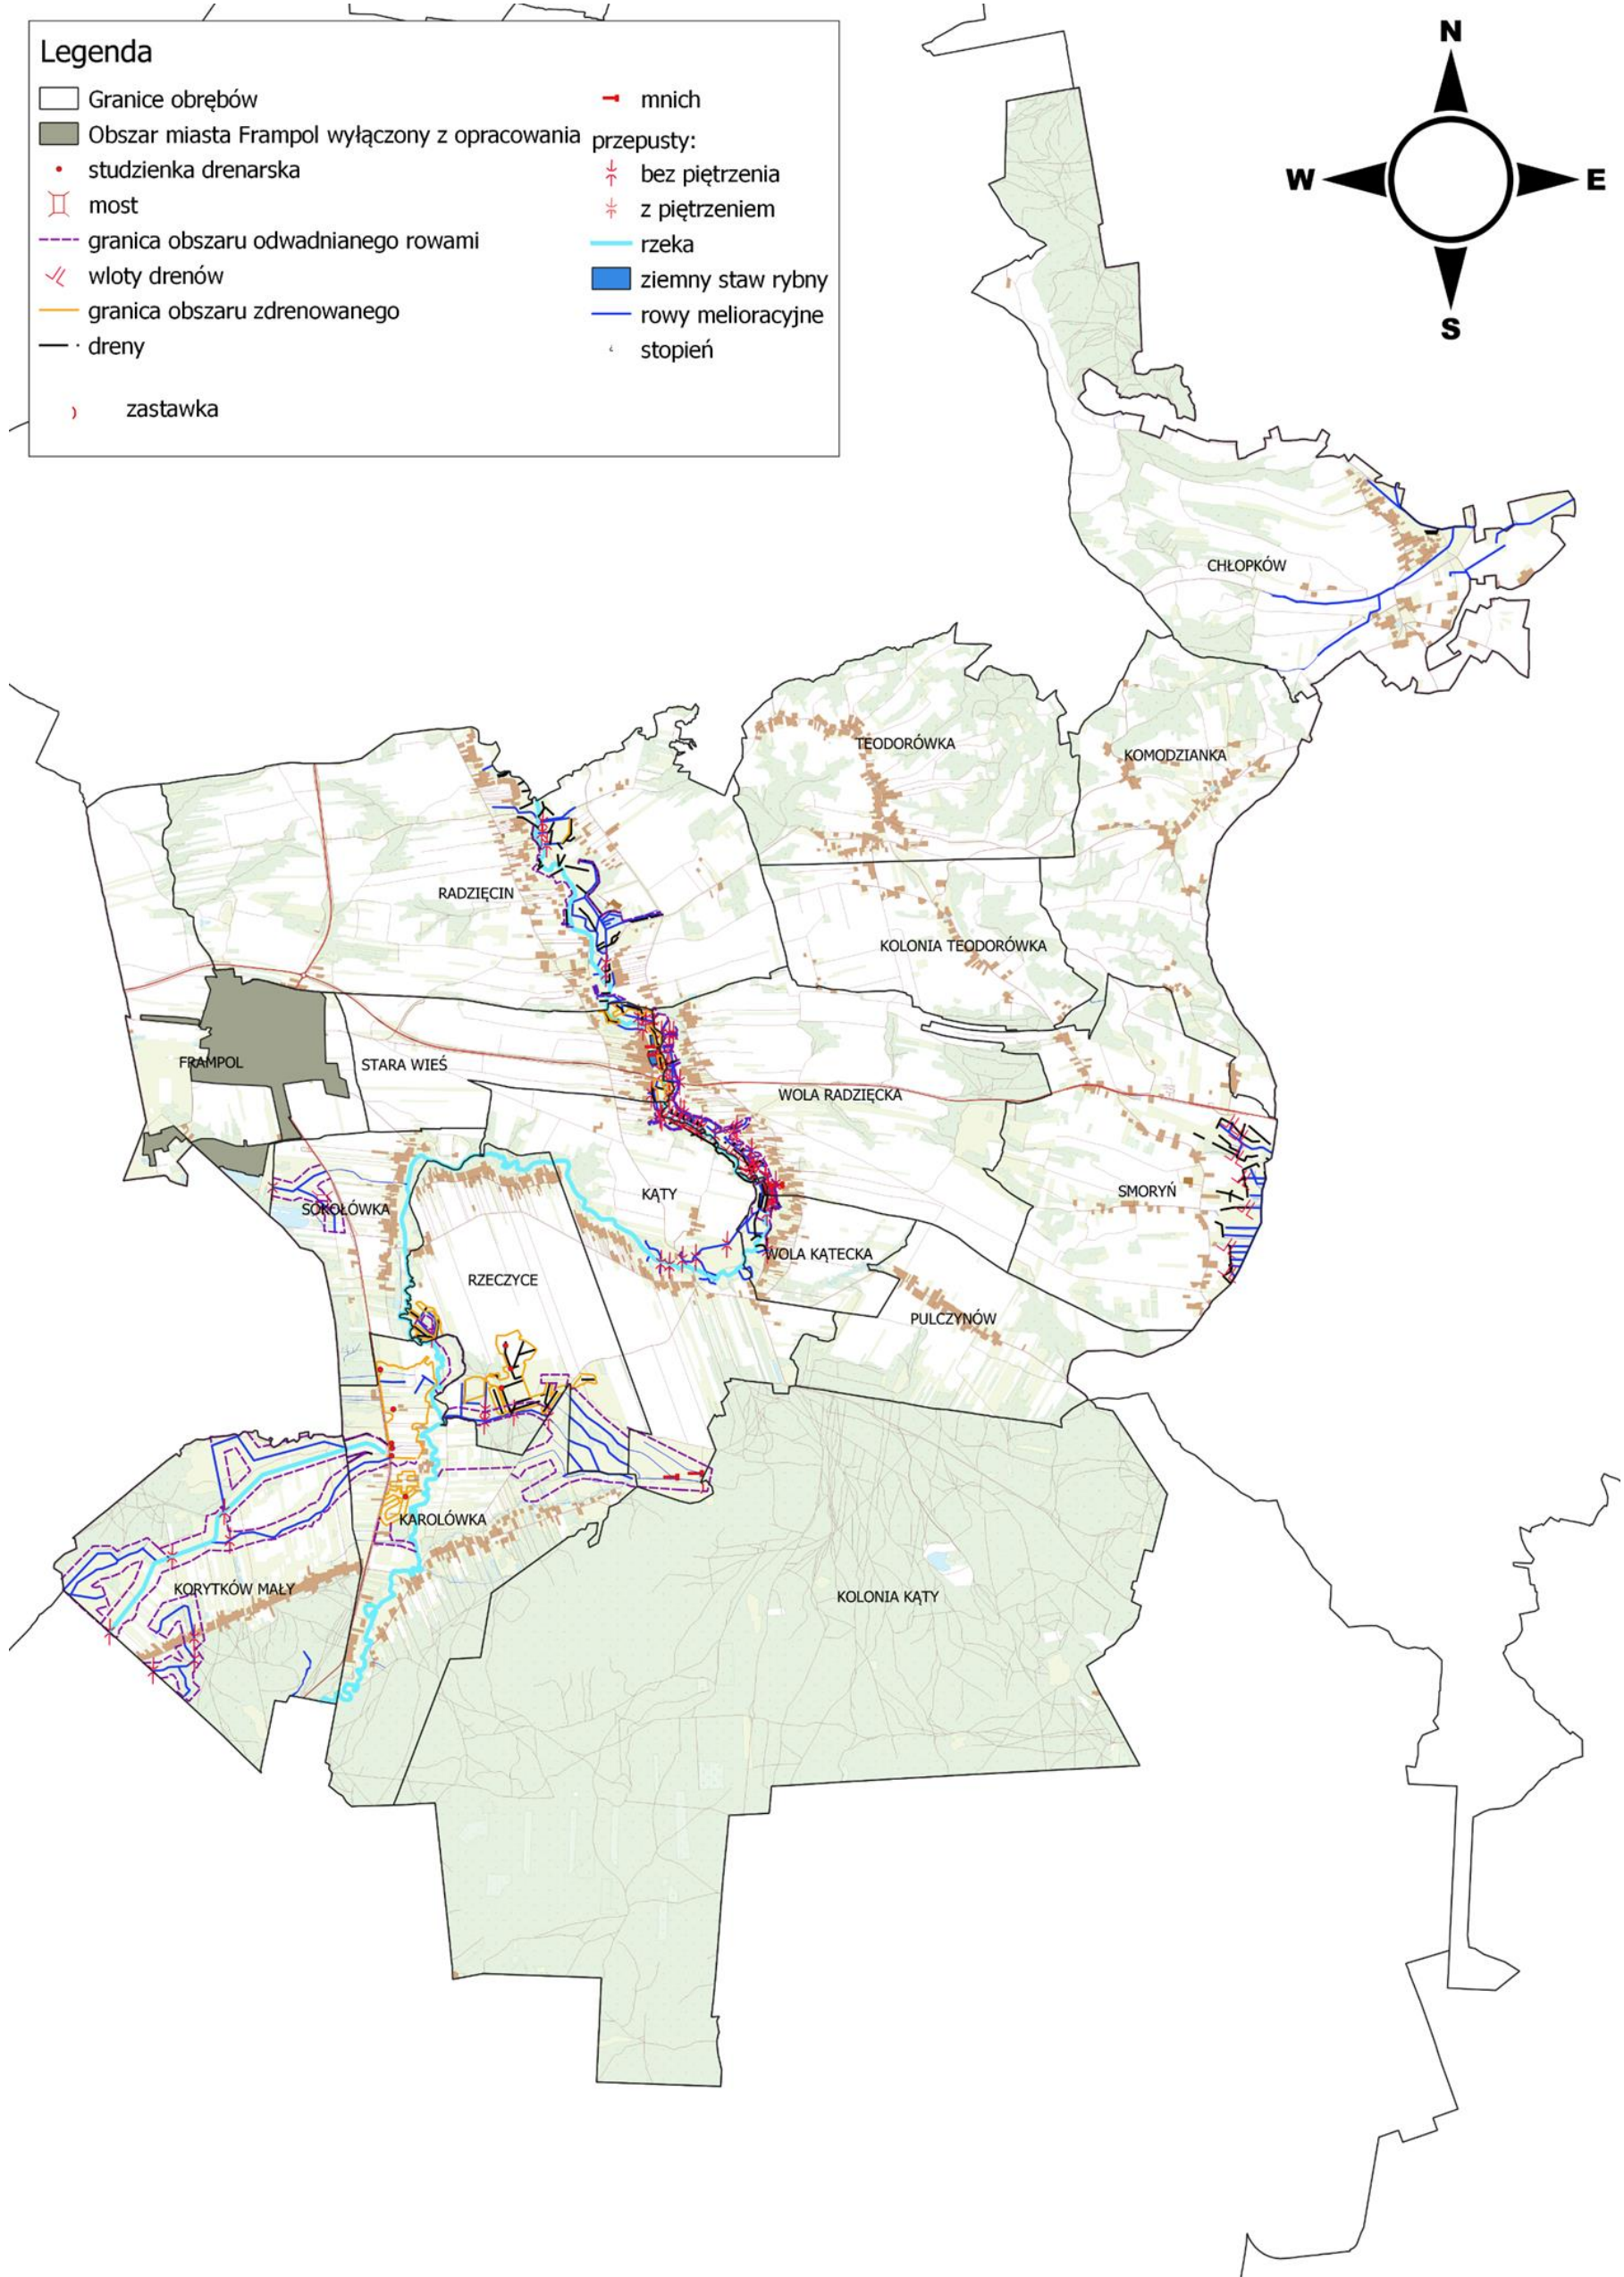 Legenda
Granice obrębów
Obszar miasta Frampol wyłączony z opracowania
studzienka drenarska
most
granica obszaru odwadnianego rowami
wloty drenów
granica obszaru zdrenowanego
dreny
zastawka
mnich
przepusty:
bez piętrzenia
z piętrzeniem
rzeka
ziemny staw rybny
rowy melioracyjne
stopień
N
W
E
S
CHŁOPKÓW
TEODORÓWKA
KOMODZIANKA
RADZIĘCIN
KOLONIA TEODORÓWKA
FRAMPOL
STARA WIEŚ
WOLA RADZIĘCKA
KĄTY
SMORYŃ
SOKOŁÓWKA
WOLA KĄTECKA
RZECZYCE
PULCZYNÓW
KAROLÓWKA
KORYTKÓW MAŁY
KOLONIA KĄTY